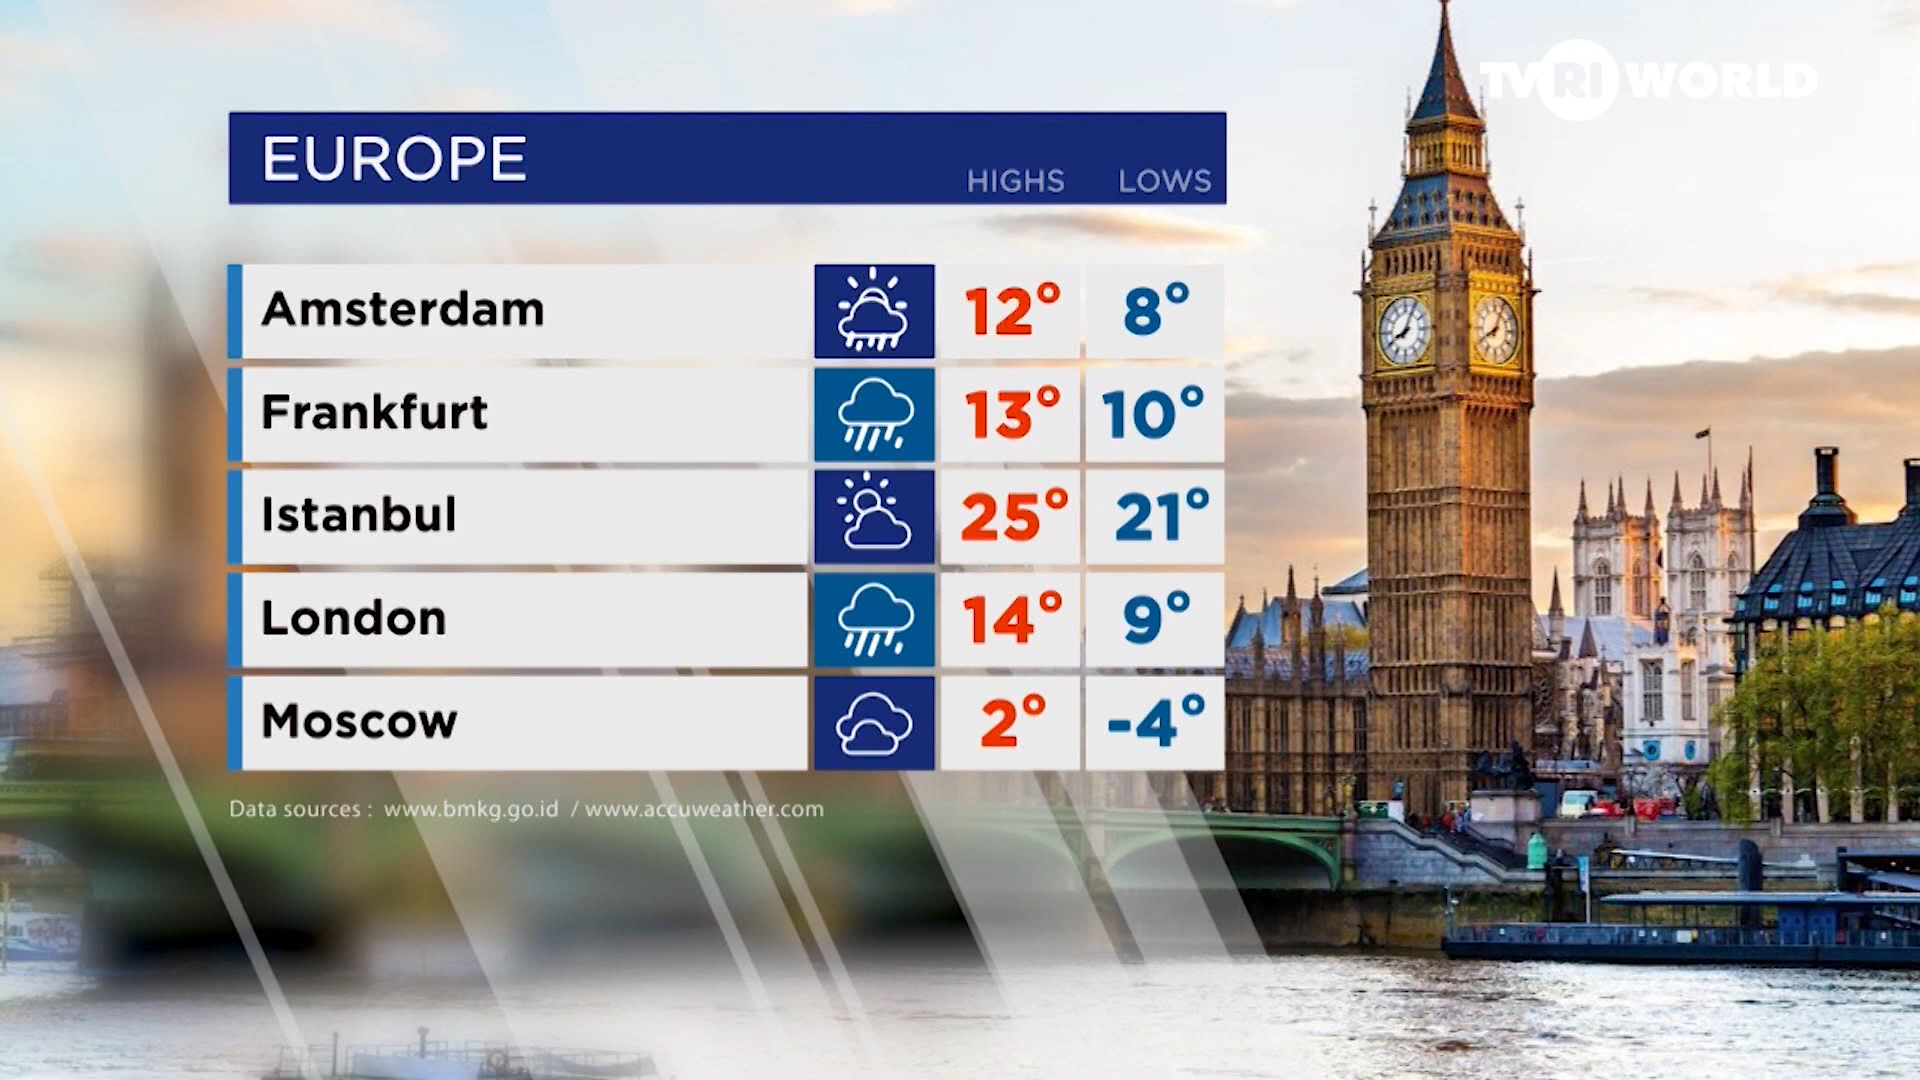 TVRI WORLD
EUROPE HIGHS LOWS
Amsterdam 12° 8°
Frankfurt 13° 10°
Istanbul 25° 21°
London 14° 9°
Moscow 2° -4°
Data sources : www.bmkg.go.id / www.accuweather.com